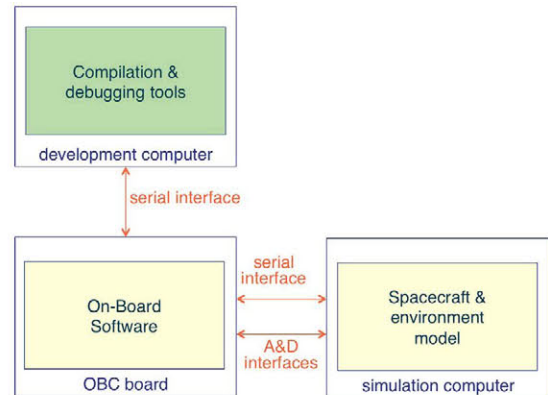 Compilation &
debugging tools
development computer
serial interface
On-Board
Software
OBC board
serial
interface
A&D
interfaces
Spacecraft &
environment
model
simulation computer